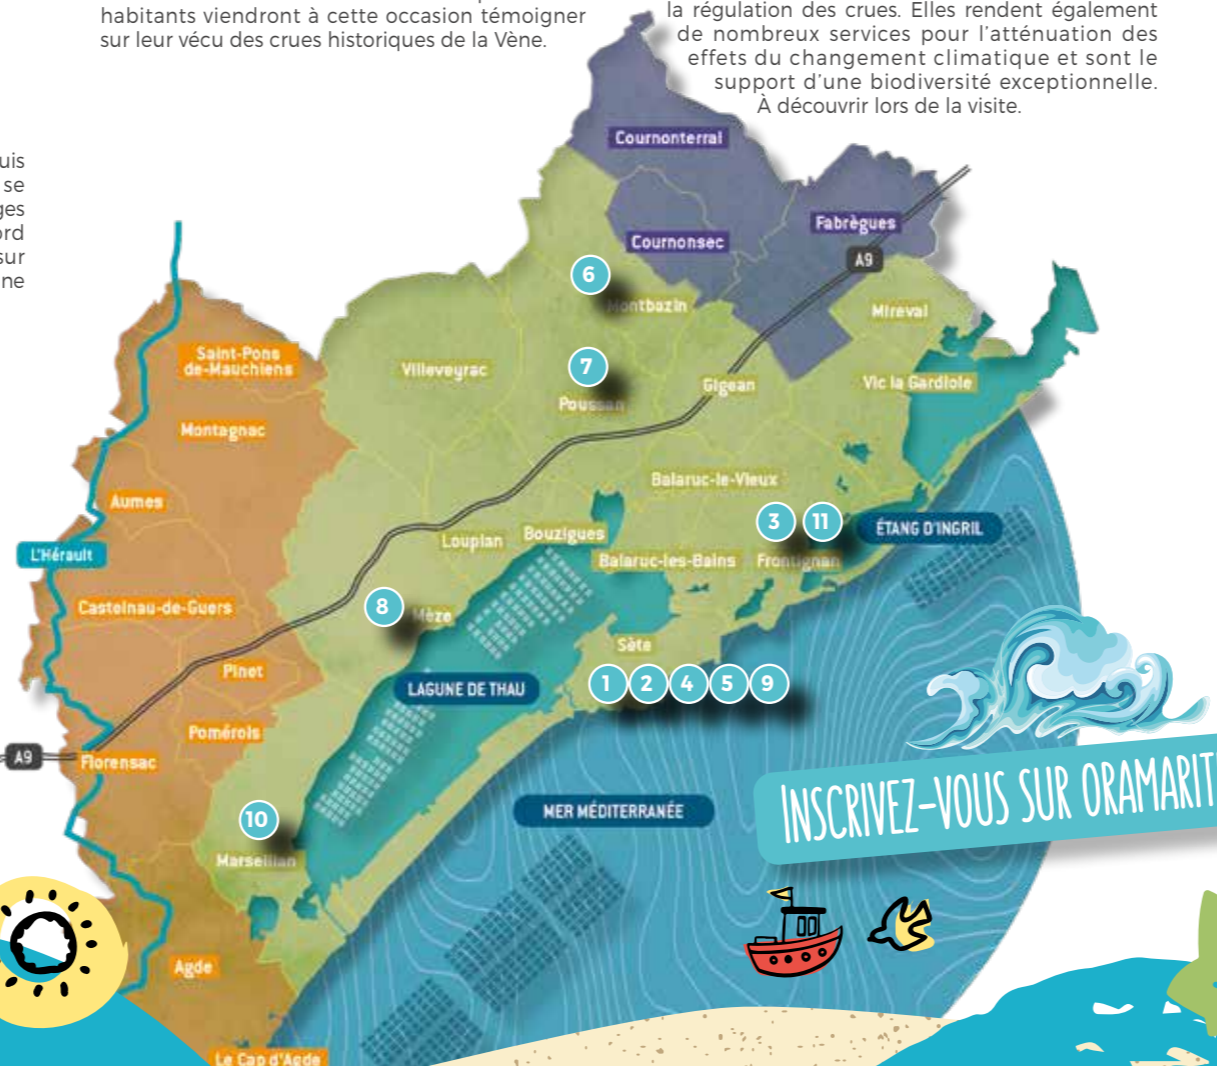 habitants viendront à cette occasion témoigner
sur leur vécu des crues historiques de la Vène.
la régulation des crues. Elles rendent également
de nombreux services pour l'atténuation des
effets du changement climatique et sont le
support d'une biodiversité exceptionnelle.
À découvrir lors de la visite.
uis
se
ges
ord
sur
ne
Cournonterral
Fabrègues
Cournonsec
A9
6
Montbazin
Mireval
Saint-Pons
de-Mauchiens
Villeveyrac
7
Poussan
Gigean
Vic la Gardiole
Montagnac
Balaruc-le-Vieux
Aumes
3
11
ÉTANG D'INGRIL
L'Hérault
Loupian
Bouzigues
Balaruc-les-Bains
Frontignan
Castelnau-de-Guers
8
Mèze
Sète
Pinet
LAGUNE DE THAU
1
2
4
5
9
Pomérols
A9
Florensac
MER MÉDITERRANÉE
INSCRIVEZ-VOUS SUR ORAMARIT
10
Marseillan
Agde
Le Cap d'Agde